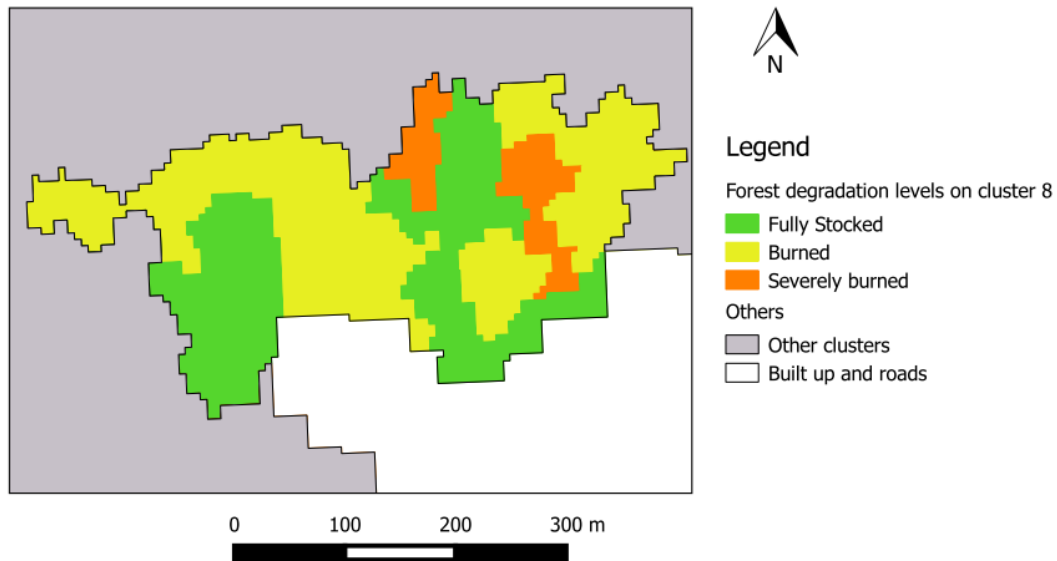 N
Legend
Forest degradation levels on cluster 8
Fully Stocked
Burned
Severely burned
Others
Other clusters
Built up and roads
0 100 200 300 m